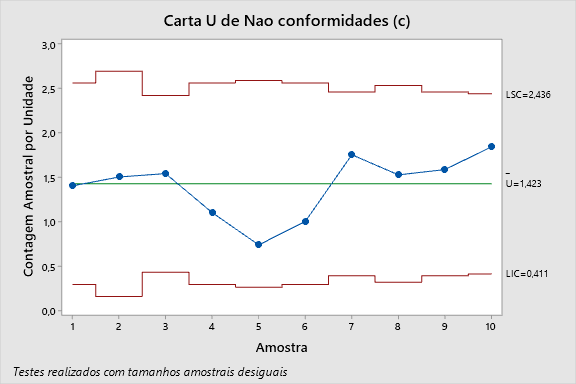 Carta U de Nao conformidades (c)
Contagem Amostral por Unidade
3,0
2,5
2,0
1,5
1,0
0,5
0,0
LSC=2,436
_
U=1,423
LIC=0,411
1 2 3 4 5 6 7 8 9 10
Amostra
Testes realizados com tamanhos amostrais desiguais